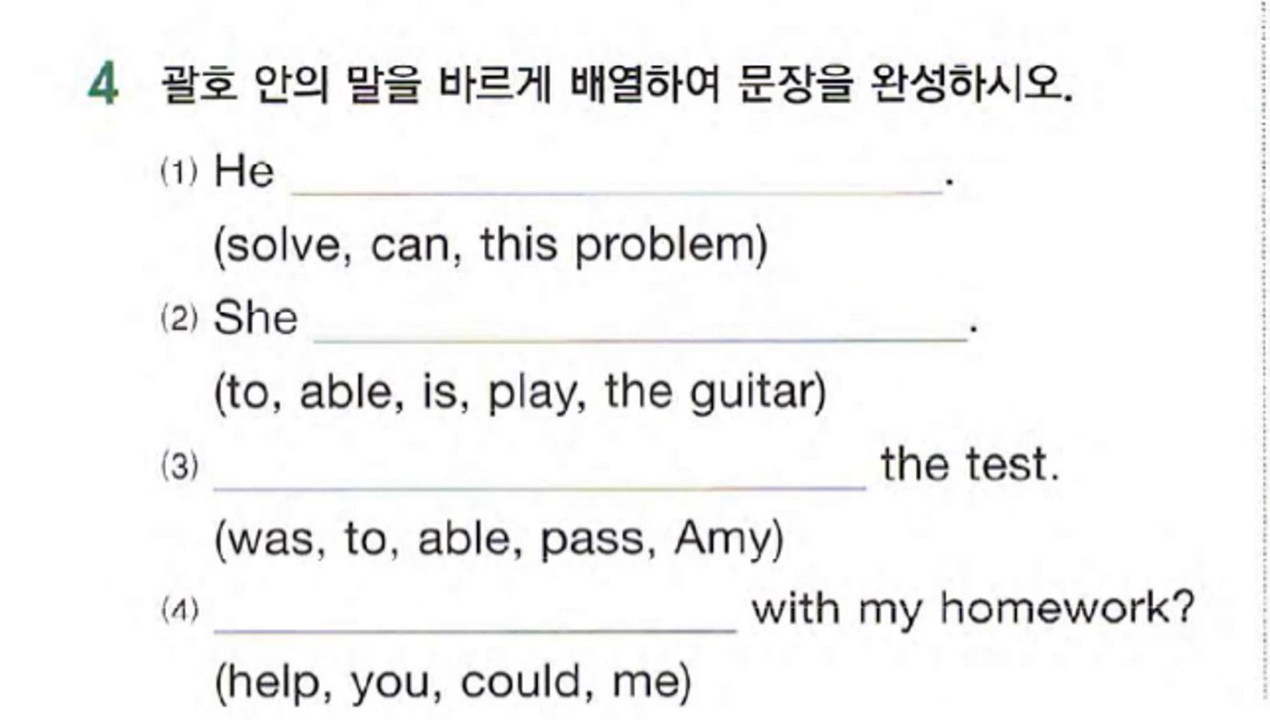 4 괄호 안의 말을 바르게 배열하여 문장을 완성하시오.
(1) He .
(solve, can, this problem)
(2) She .
(to, able, is, play, the guitar)
(3) the test.
(was, to, able, pass, Amy)
(4) with my homework?
(help, you, could, me)